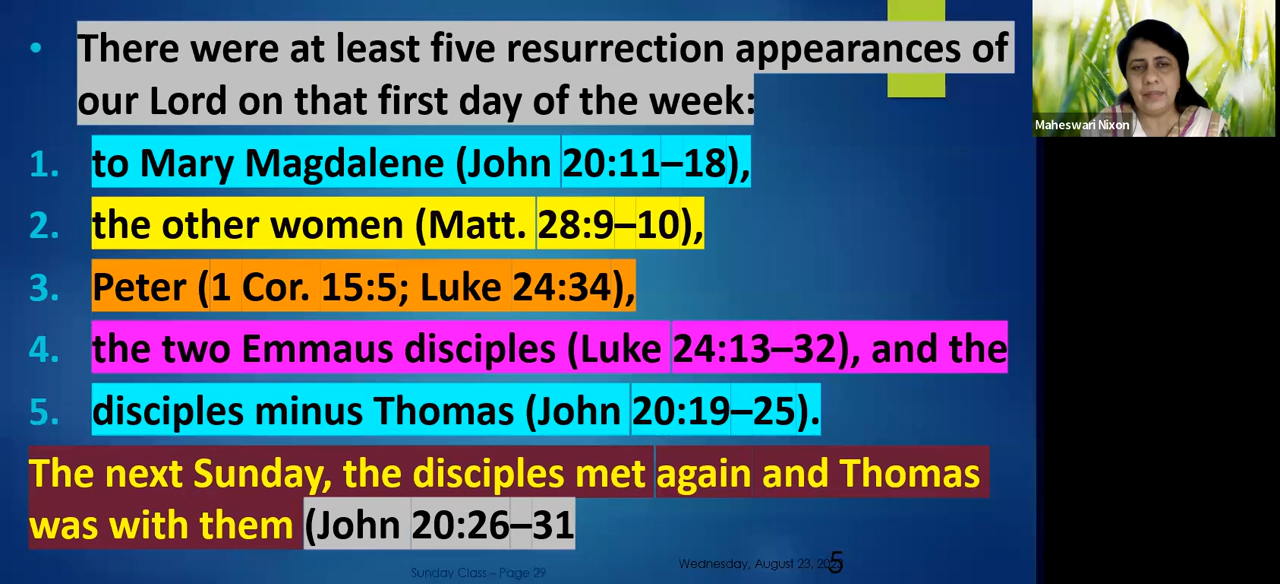 • There were at least five resurrection appearances of
our Lord on that first day of the week:
1. to Mary Magdalene (John 20:11–18),
2. the other women (Matt. 28:9–10),
3. Peter (1 Cor. 15:5; Luke 24:34),
4. the two Emmaus disciples (Luke 24:13–32), and the
5. disciples minus Thomas (John 20:19–25).
The next Sunday, the disciples met again and Thomas
was with them (John 20:26–31
Sunday Class – Page 29
Wednesday, August 23,
5
Maheswari Nixon